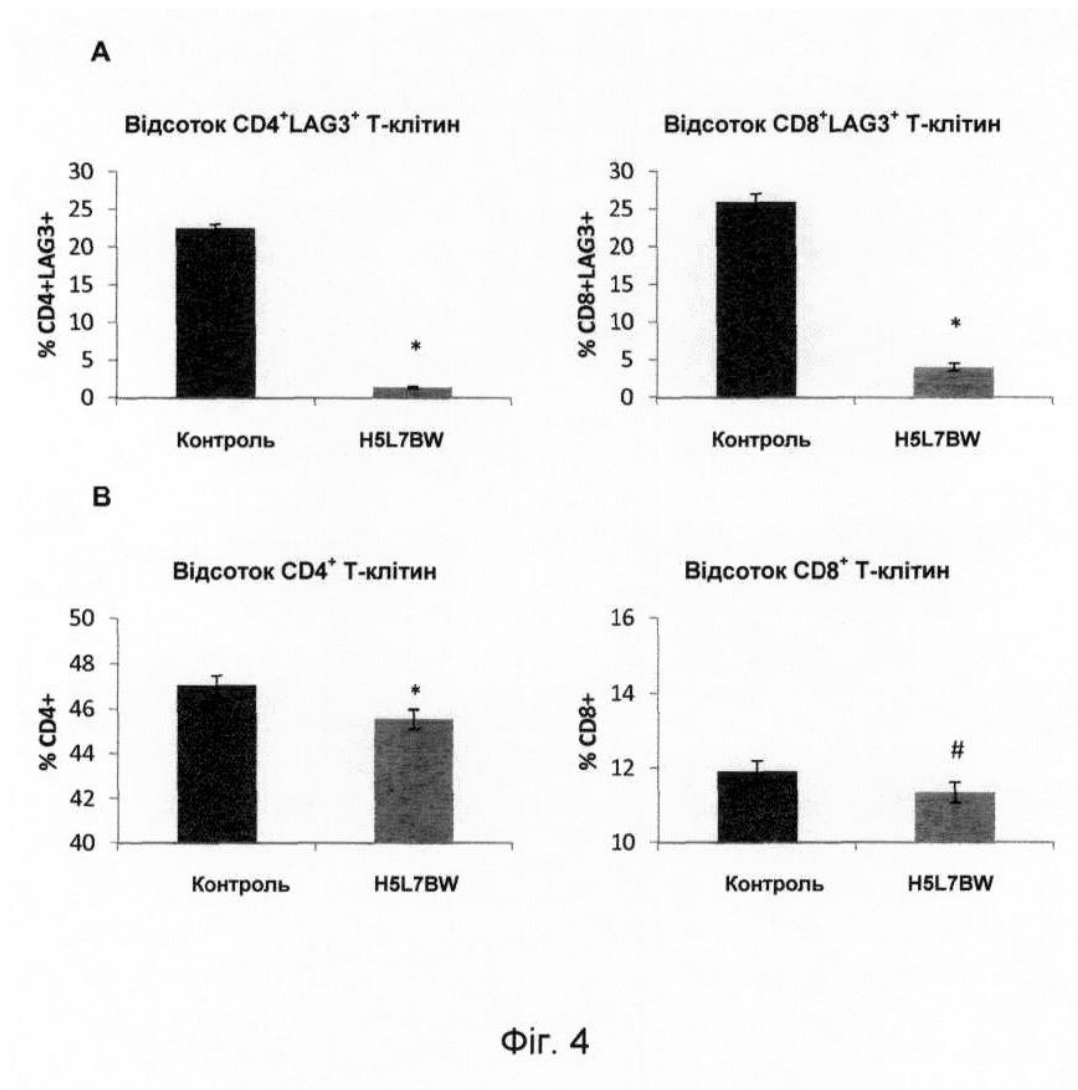 A
Відсоток CD4⁺LAG3⁺ Т-клітин
% CD4+LAG3+
30
25
20
15
10
5
0
*
Контроль H5L7BW
Відсоток CD8⁺LAG3⁺ Т-клітин
% CD8+LAG3+
30
25
20
15
10
5
0
*
Контроль H5L7BW
B
Відсоток CD4⁺ Т-клітин
% CD4+
50
48
46
44
42
40
*
Контроль H5L7BW
Відсоток CD8⁺ Т-клітин
% CD8+
16
14
12
10
#
Контроль H5L7BW
Фіг. 4